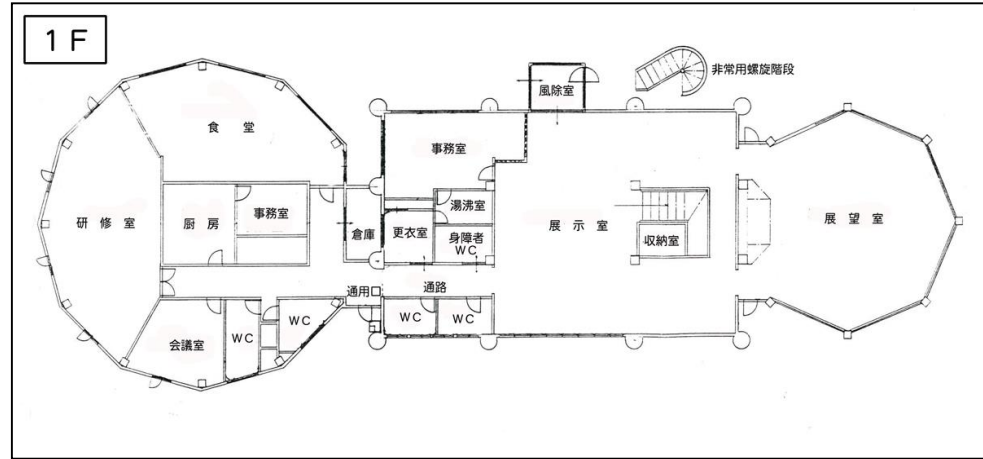 1F
非常用螺旋階段
風除室
食堂
事務室
湯沸室
研修室
厨房
事務室
倉庫
更衣室
身障者
WC
展示室
収納室
展望室
通用口
通路
会議室
WC
WC
WC
WC